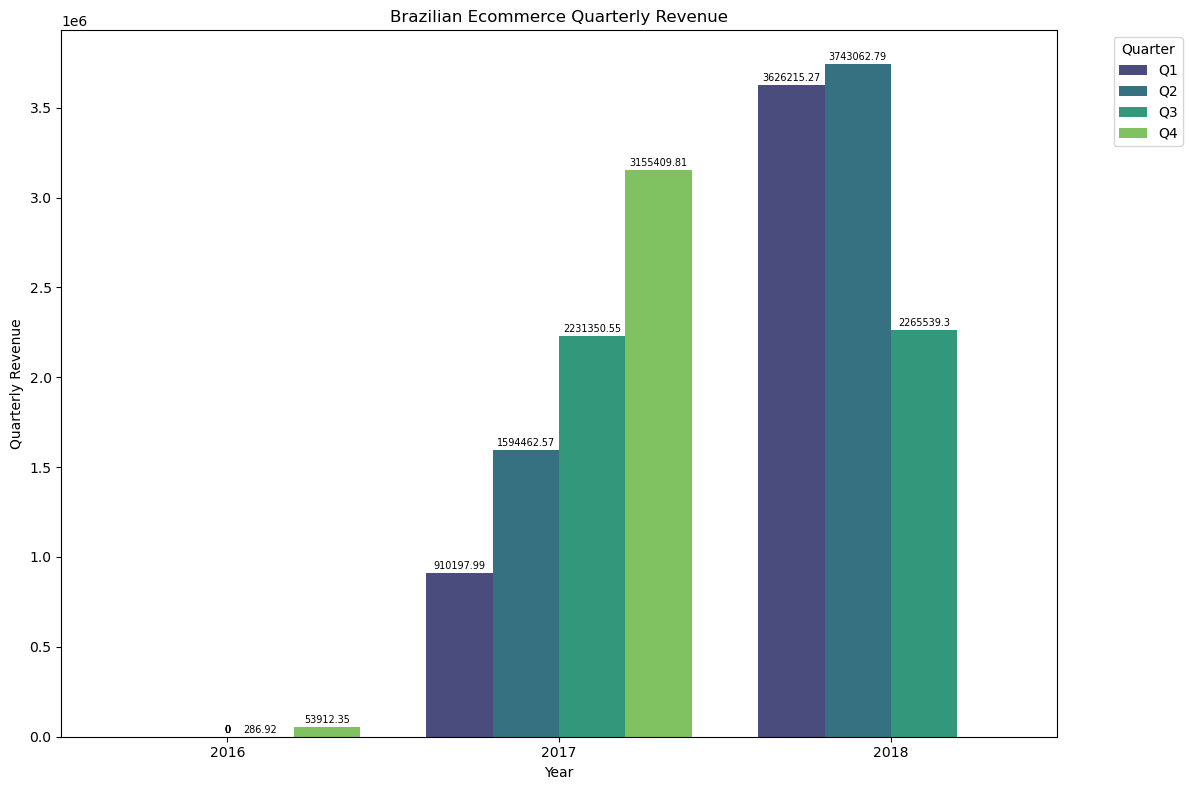 Brazilian Ecommerce Quarterly Revenue
1e6
Quarterly Revenue
3.5
3.0
2.5
2.0
1.5
1.0
0.5
0.0
0
286.92
53912.35
910197.99
1594462.57
2231350.55
3155409.81
3626215.27
3743062.79
2265539.3
2016
2017
2018
Year
Quarter
Q1
Q2
Q3
Q4